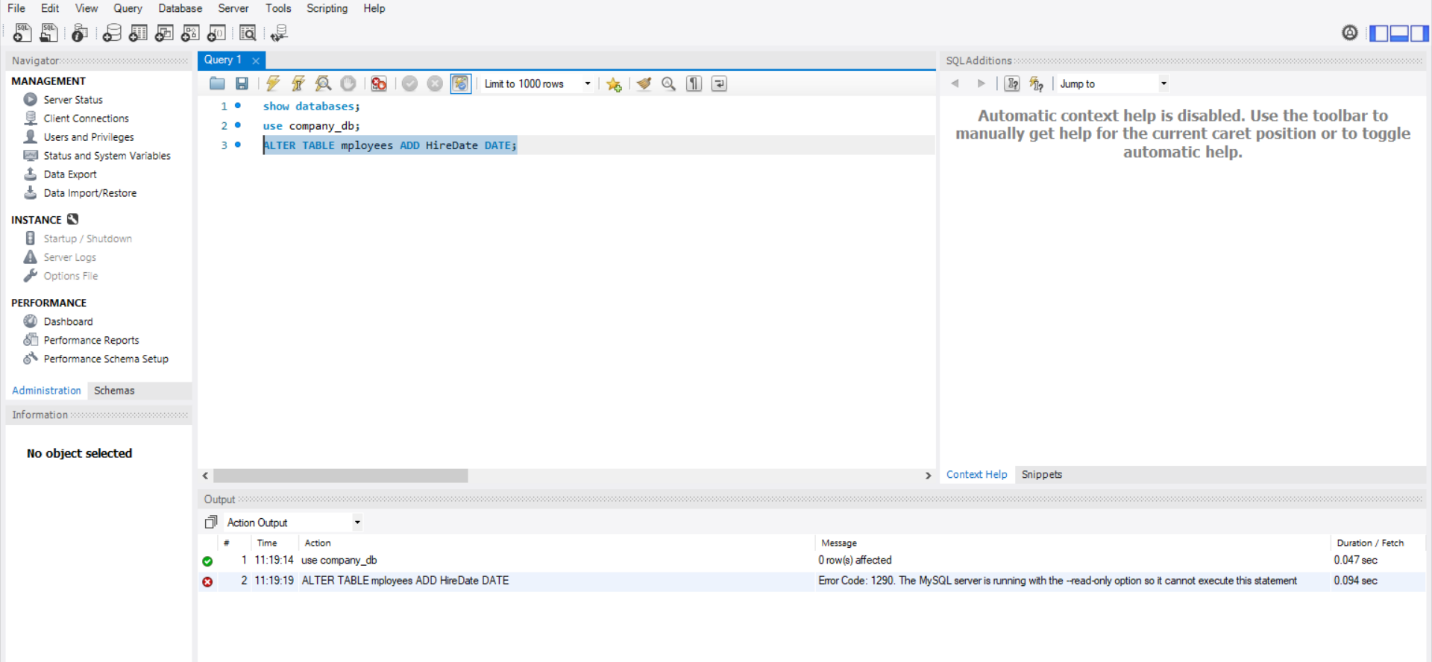 File Edit View Query Database Server Tools Scripting Help
Navigator
MANAGEMENT
Server Status
Client Connections
Users and Privileges
Status and System Variables
Data Export
Data Import/Restore
INSTANCE
Startup / Shutdown
Server Logs
Options File
PERFORMANCE
Dashboard
Performance Reports
Performance Schema Setup
Administration Schemas
Information
No object selected
Query 1
Limit to 1000 rows
1 show databases;
2 use company_db;
3 ALTER TABLE mployees ADD HireDate DATE;
SQLAdditions
Jump to
Automatic context help is disabled. Use the toolbar to
manually get help for the current caret position or to toggle
automatic help.
Context Help Snippets
Output
Action Output
# Time Action Message Duration / Fetch
1 11:19:14 use company_db 0 row(s) affected 0.047 sec
2 11:19:19 ALTER TABLE mployees ADD HireDate DATE Error Code: 1290. The MySQL server is running with the --read-only option so it cannot execute this statement 0.094 sec